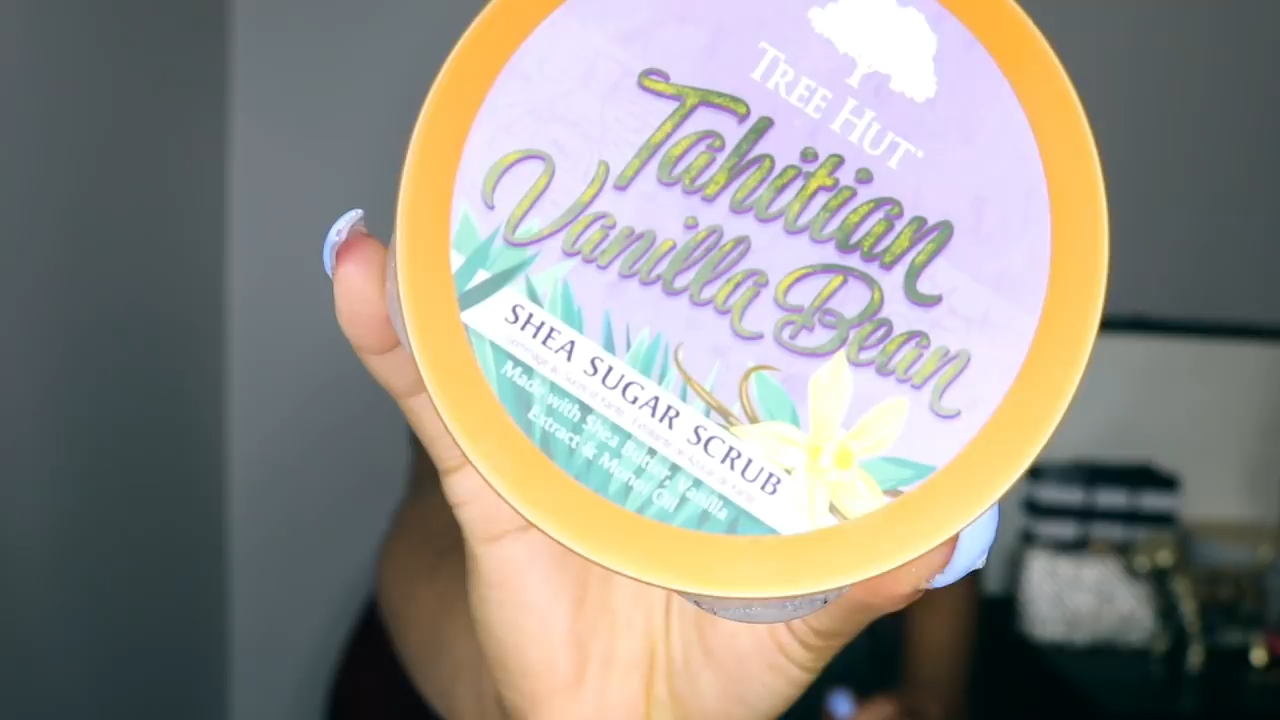 TREE HUT
Tahitian
Vanilla Bean
SHEA SUGAR SCRUB
Made with Shea Butter, Vanilla
Extract & Monoi Oil